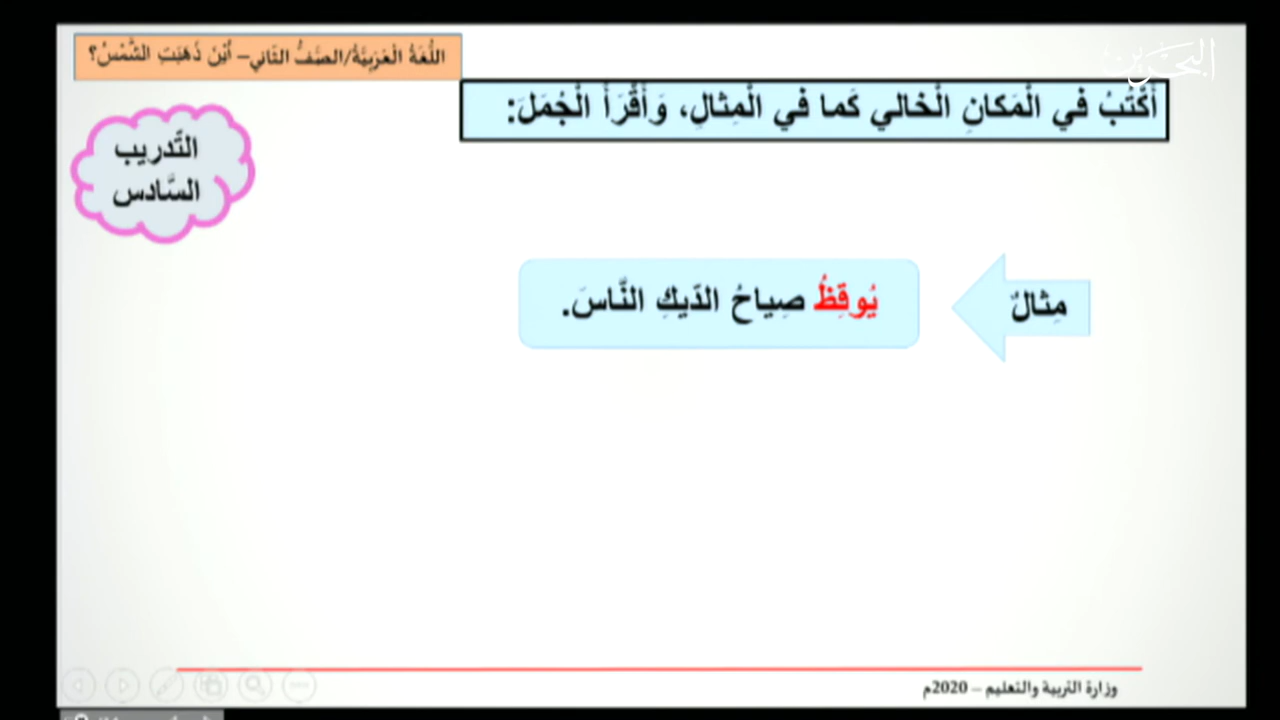 البحرين
اللُّغَةُ الْعَرَبِيَّةُ/الصَّفُّ الثّاني– أَيْنَ ذَهَبَتِ الشَّمْسُ؟
أَكْتُبُ في الْمَكانِ الْخالي كَما في الْمِثالِ، وَأَقْرَأُ الْجُمَلَ:
التَّدريب
السَّادس
مِثالٌ
يُوقِظُ صِياحُ الدّيكِ النَّاسَ.
وزارة التربية والتعليم – 2020م